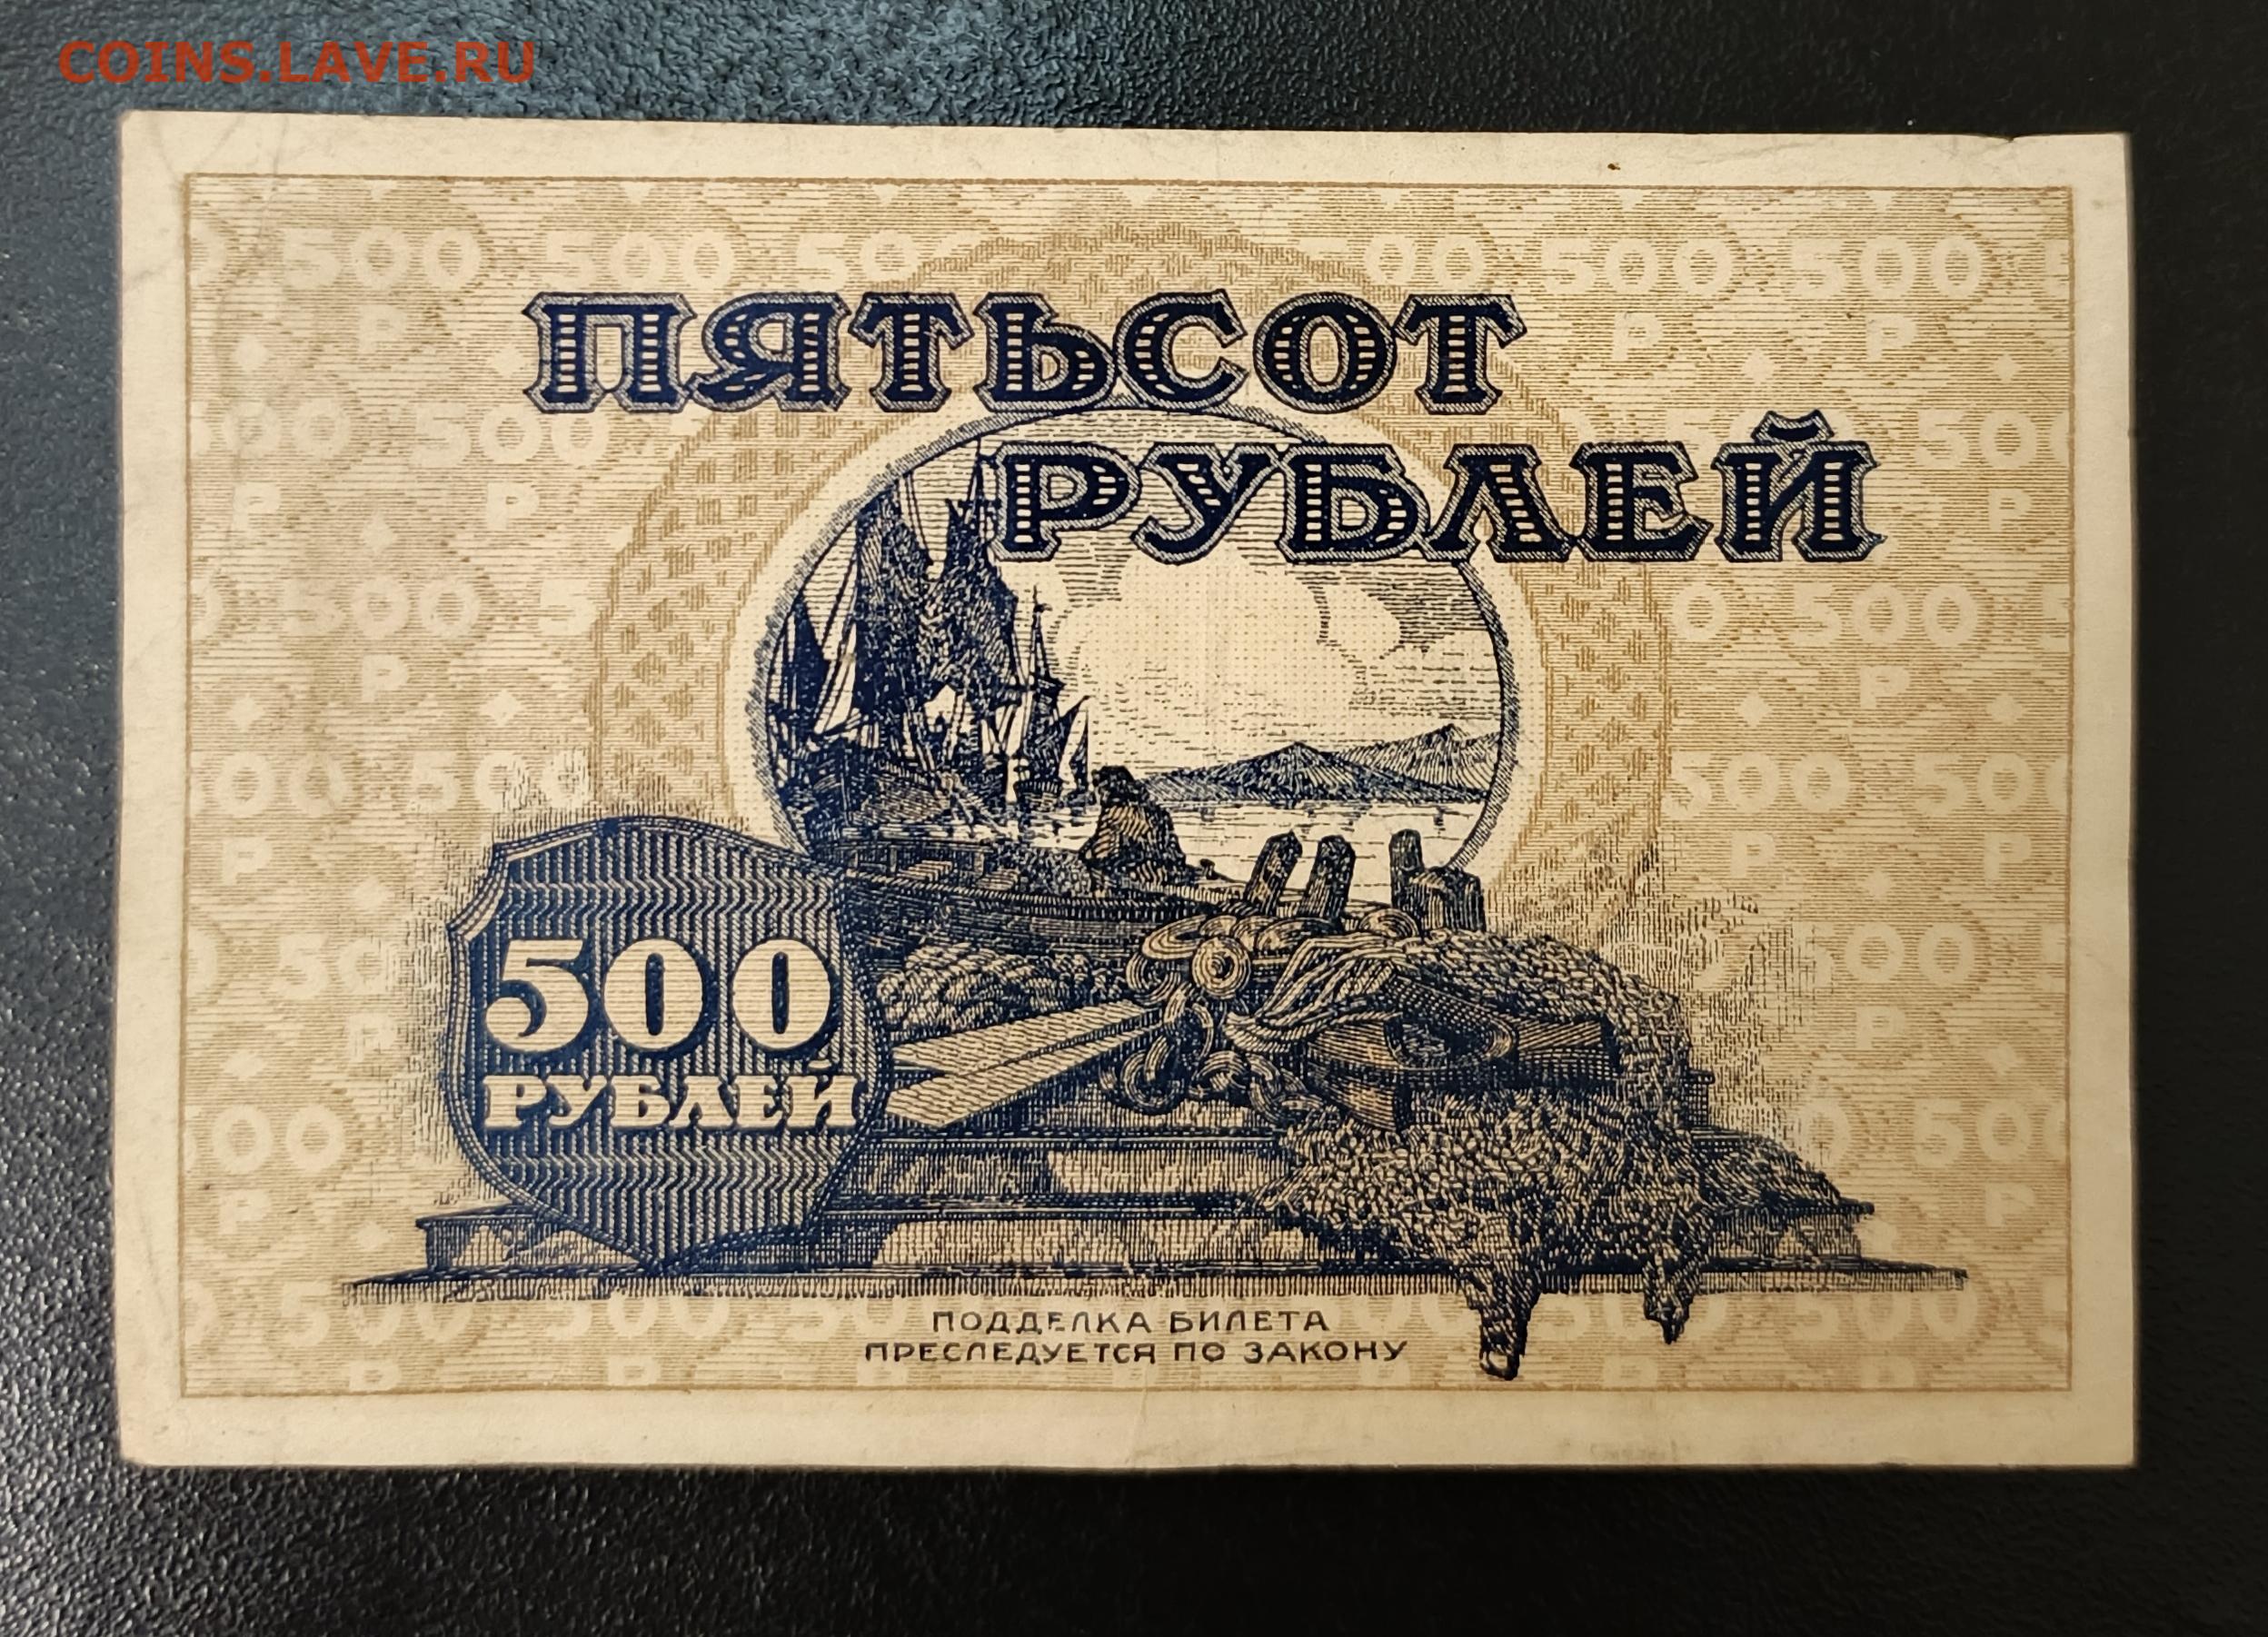 COINS.LAVE.RU
ПЯТЬСОТ
РУБЛЕЙ
500
РУБЛЕЙ
ПОДДЕЛКА БИЛЕТА
ПРЕСЛЕДУЕТСЯ ПО ЗАКОНУ